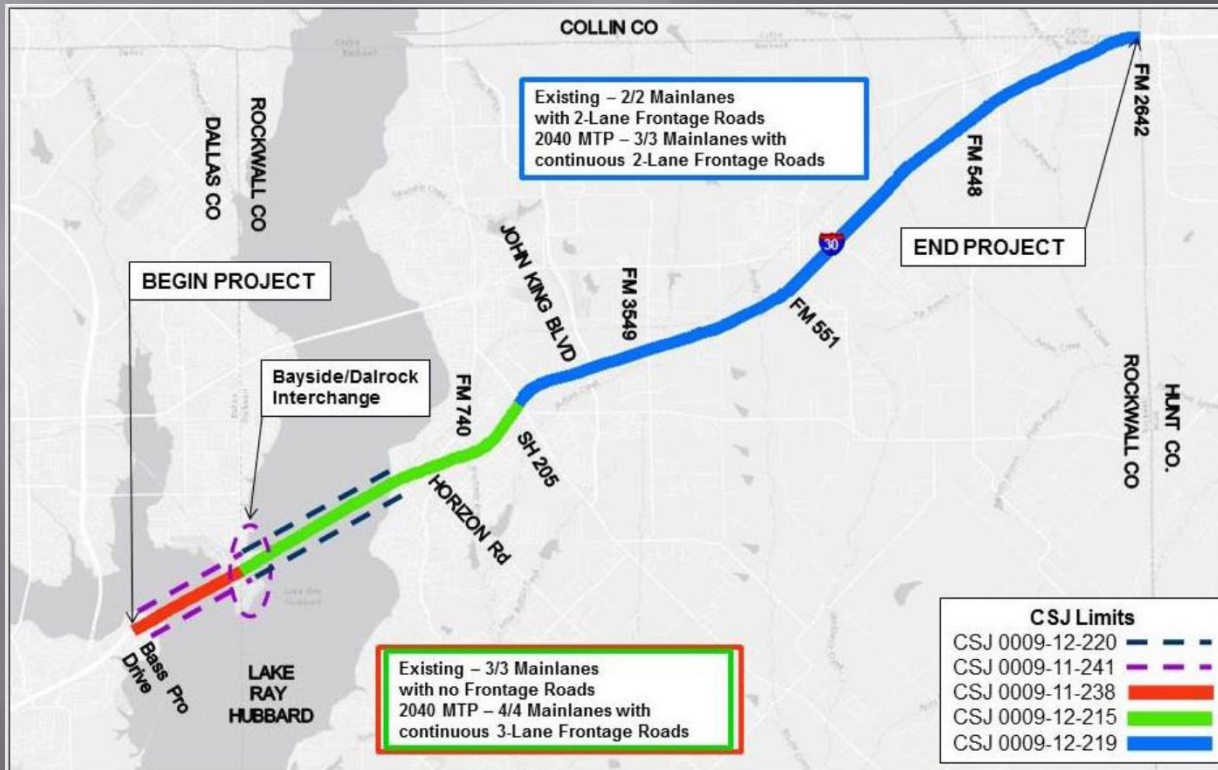 COLLIN CO
Existing – 2/2 Mainlanes
with 2-Lane Frontage Roads
2040 MTP – 3/3 Mainlanes with
continuous 2-Lane Frontage Roads
FM 2642
ROCKWALL CO
DALLAS CO
FM 548
30
END PROJECT
BEGIN PROJECT
JOHN KING BLVD
FM 3549
FM 551
Bayside/Dalrock
Interchange
FM 740
SH 205
HORIZON Rd
ROCKWALL CO
HUNT CO.
Bass Pro
Drive
LAKE
RAY
HUBBARD
Existing – 3/3 Mainlanes
with no Frontage Roads
2040 MTP – 4/4 Mainlanes with
continuous 3-Lane Frontage Roads
CSJ Limits
CSJ 0009-12-220
CSJ 0009-11-241
CSJ 0009-11-238
CSJ 0009-12-215
CSJ 0009-12-219